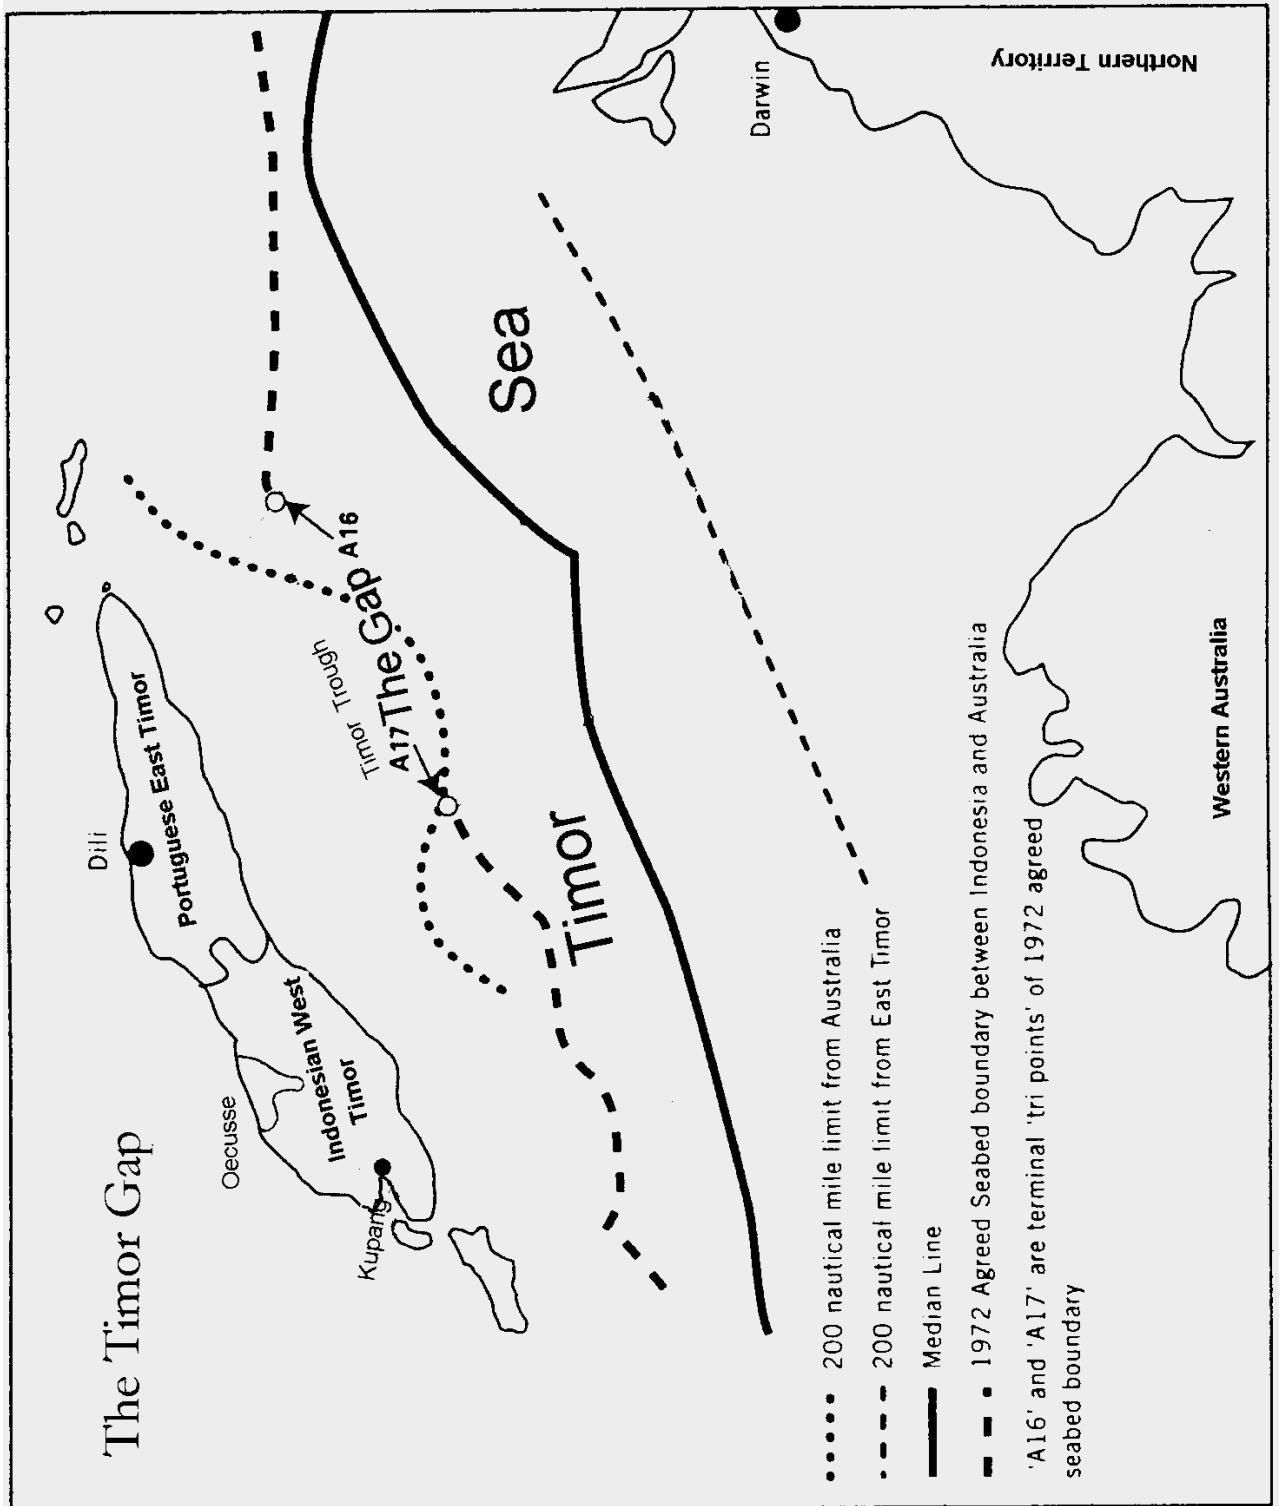 The Timor Gap
Dili
Portuguese East Timor
Oecusse
Indonesian West
Timor
Kupang
Timor Trough
A17
The Gap
A16
Timor
Sea
Darwin
Northern Territory
Western Australia
200 nautical mile limit from Australia
200 nautical mile limit from East Timor
Median Line
1972 Agreed Seabed boundary between Indonesia and Australia
'A16' and 'A17' are terminal 'tri points' of 1972 agreed
seabed boundary